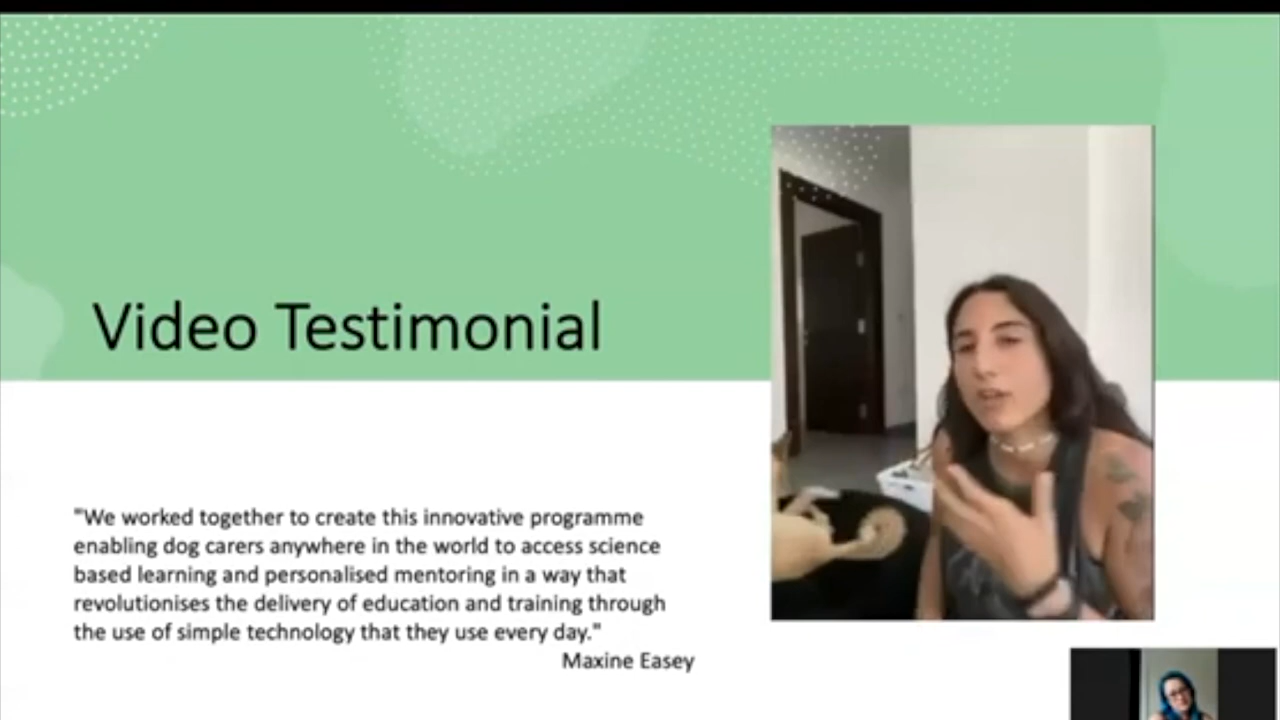 Video Testimonial
"We worked together to create this innovative programme
enabling dog carers anywhere in the world to access science
based learning and personalised mentoring in a way that
revolutionises the delivery of education and training through
the use of simple technology that they use every day."
Maxine Easey